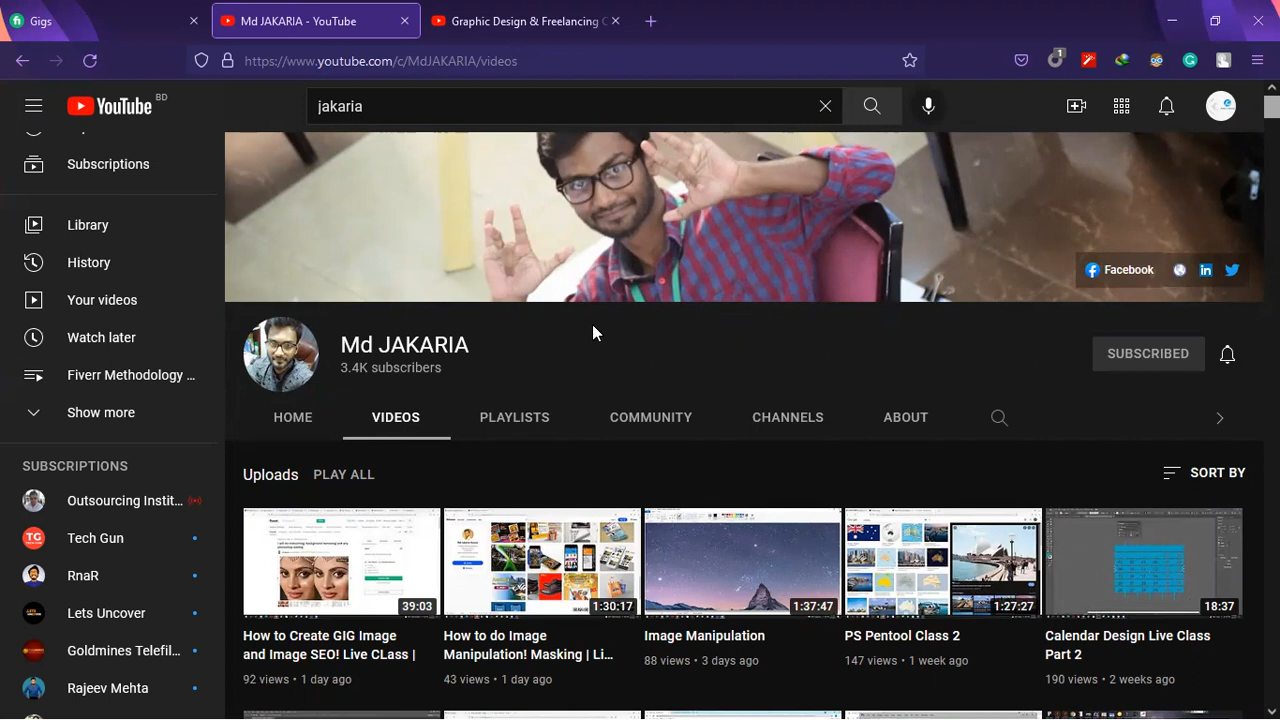 Gigs
Md JAKARIA - YouTube
Graphic Design & Freelancing C
https://www.youtube.com/c/MdJAKARIA/videos
1
YouTube
BD
jakaria
Subscriptions
Library
History
Your videos
Watch later
Fiverr Methodology ...
Show more
SUBSCRIPTIONS
Outsourcing Instit...
TG
Tech Gun
RnaR
Lets Uncover
Goldmines Telefil...
Rajeev Mehta
Facebook
Md JAKARIA
3.4K subscribers
SUBSCRIBED
HOME
VIDEOS
PLAYLISTS
COMMUNITY
CHANNELS
ABOUT
Uploads
PLAY ALL
SORT BY
39:03
1:30:17
1:37:47
1:27:27
18:37
How to Create GIG Image
and Image SEO! Live CLass |
92 views • 1 day ago
How to do Image
Manipulation! Masking | Li...
43 views • 1 day ago
Image Manipulation
88 views • 3 days ago
PS Pentool Class 2
147 views • 1 week ago
Calendar Design Live Class
Part 2
190 views • 2 weeks ago